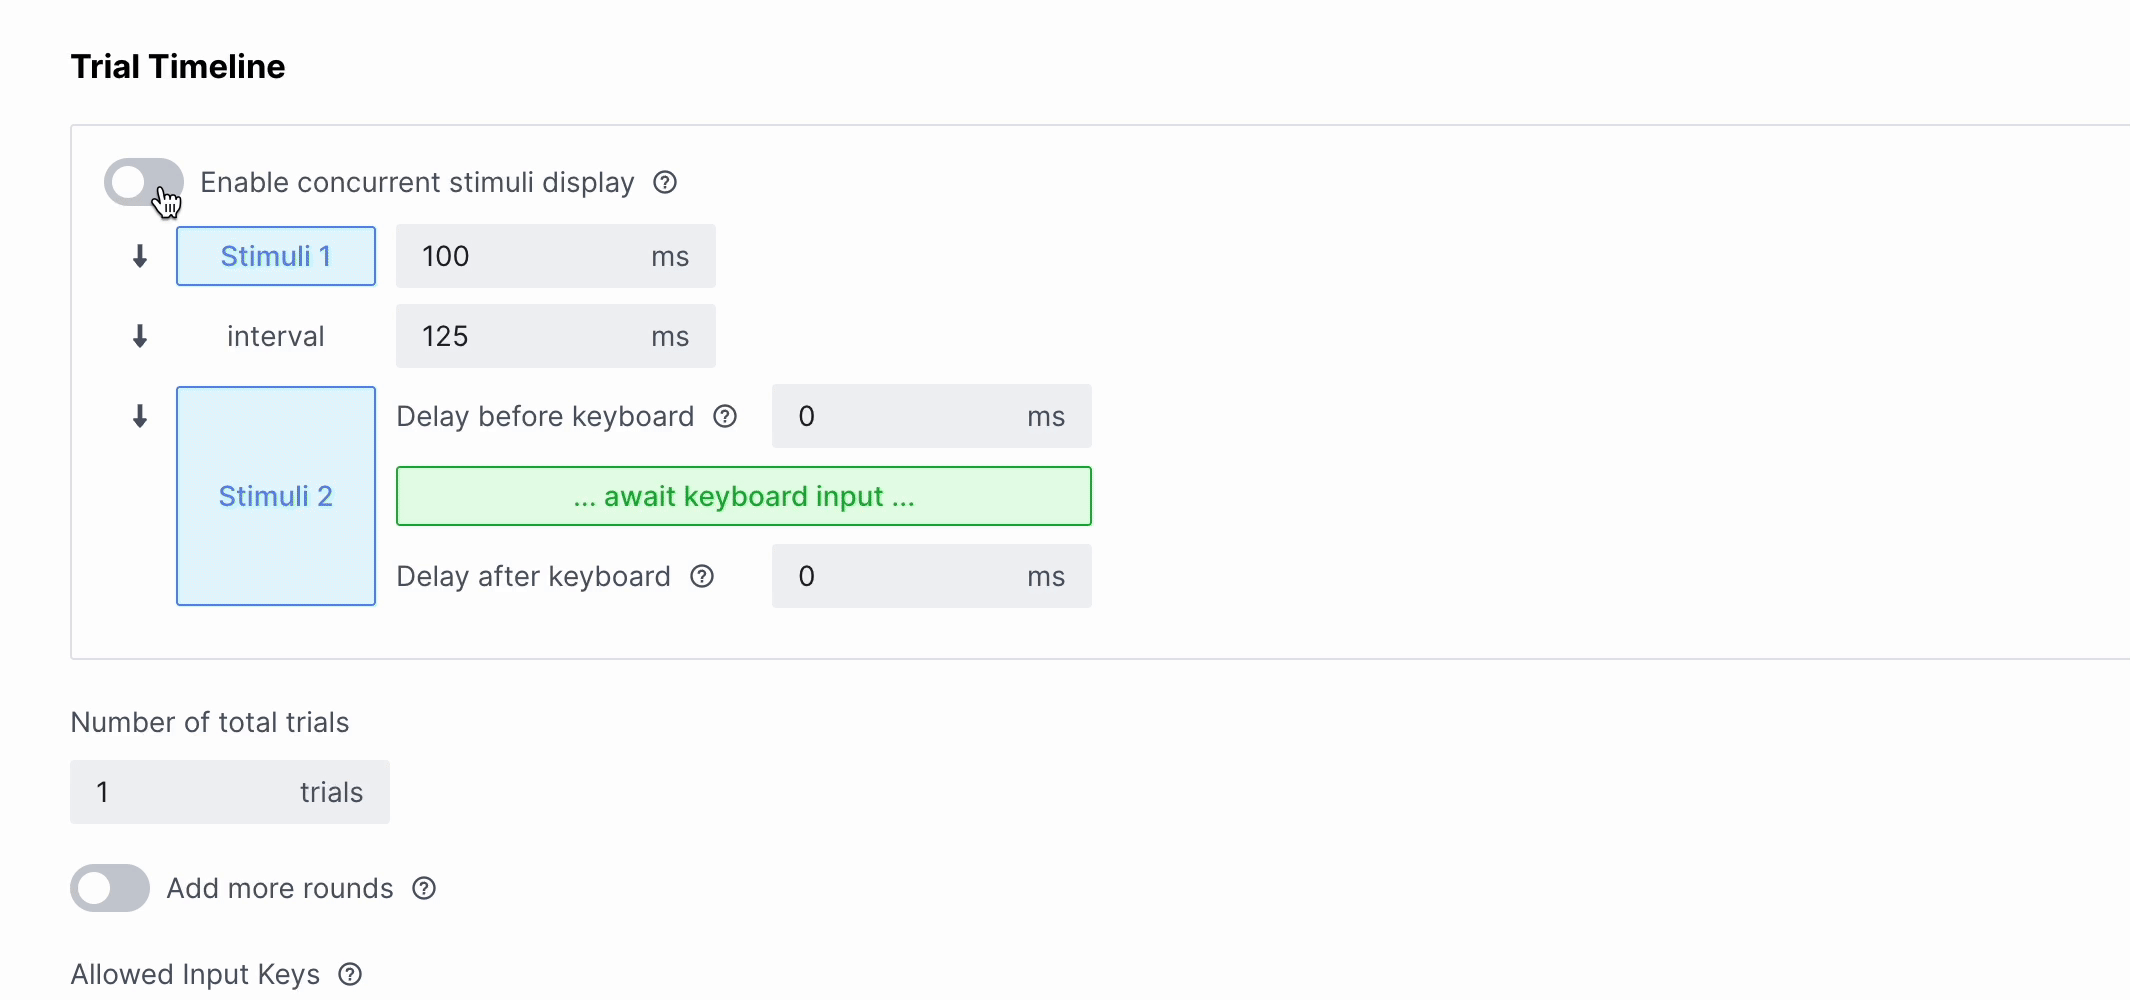 Trial Timeline
Enable concurrent stimuli display
Stimuli 1 100 ms
interval 125 ms
Delay before keyboard 0 ms
Stimuli 2 ... await keyboard input ...
Delay after keyboard 0 ms
Number of total trials
1 trials
Add more rounds
Allowed Input Keys